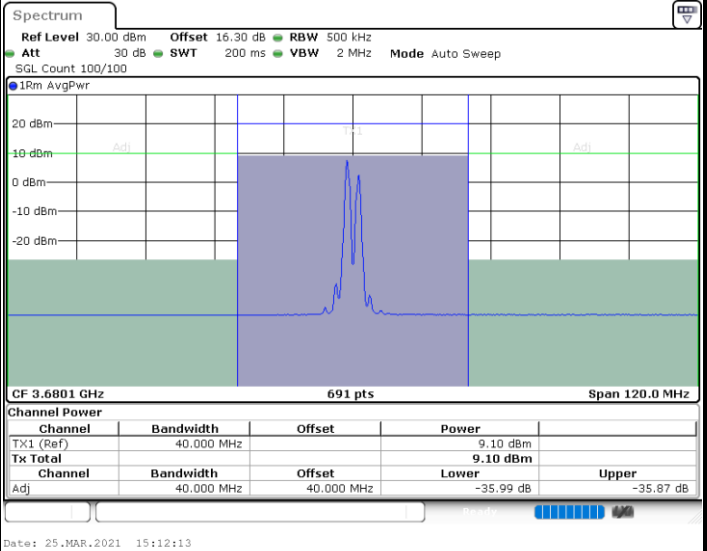 Spectrum
Ref Level 30.00 dBm Offset 16.30 dB RBW 500 kHz
Att 30 dB SWT 200 ms VBW 2 MHz Mode Auto Sweep
SGL Count 100/100
1Rm AvgPwr
20 dBm
TX1
Adj Adj
10 dBm
0 dBm
-10 dBm
-20 dBm
CF 3.6801 GHz 691 pts Span 120.0 MHz
Channel Power
Channel Bandwidth Offset Power
TX1 (Ref) 40.000 MHz 9.10 dBm
Tx Total 9.10 dBm
Channel Bandwidth Offset Lower Upper
Adj 40.000 MHz 40.000 MHz -35.99 dB -35.87 dB
Ready
Date: 25.MAR.2021 15:12:13